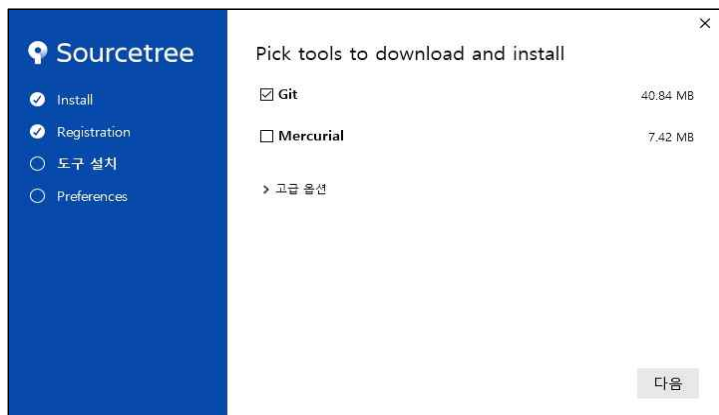 Sourcetree
Install
Registration
도구 설치
Preferences
Pick tools to download and install
Git 40.84 MB
Mercurial 7.42 MB
고급 옵션
다음